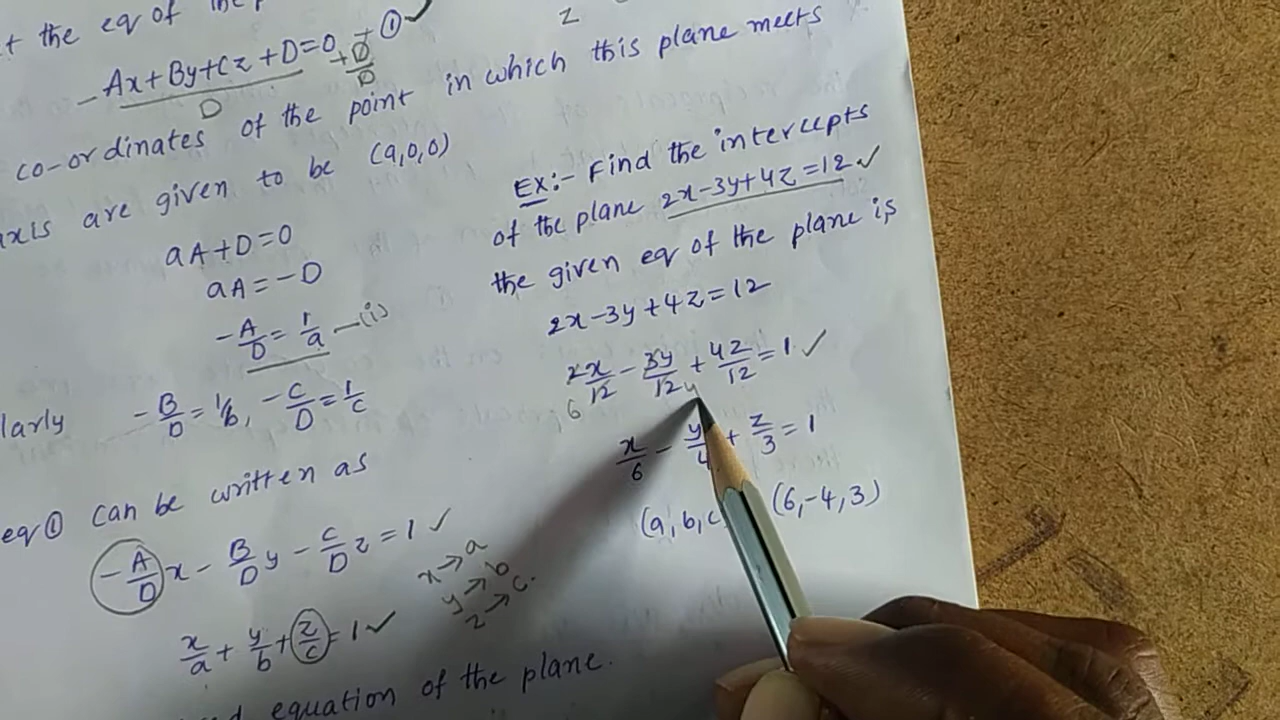 t the eq of the
Ax+By+Cz+D=0 +①✓
- D +D/D
z
co-ordinates of the point in which this plane meets
axis are given to be (a,0,0)
aA+D=0
aA=-D
-A/D=1/a —(i)
larly -B/D=1/b, -C/D=1/c
eq① can be written as
-A/D x - B/D y - C/D z = 1 ✓
x→a
y→b
z→c.
x/a + y/b + z/c = 1 ✓
equation of the plane.
EX:- Find the intercepts
of the plane 2x-3y+4z=12 ✓
the given eq of the plane is
2x-3y+4z=12
2x/12 - 3y/12 + 4z/12 = 1 ✓
6 4
x/6 - y/4 + z/3 = 1
(a,b,c (6,-4,3)